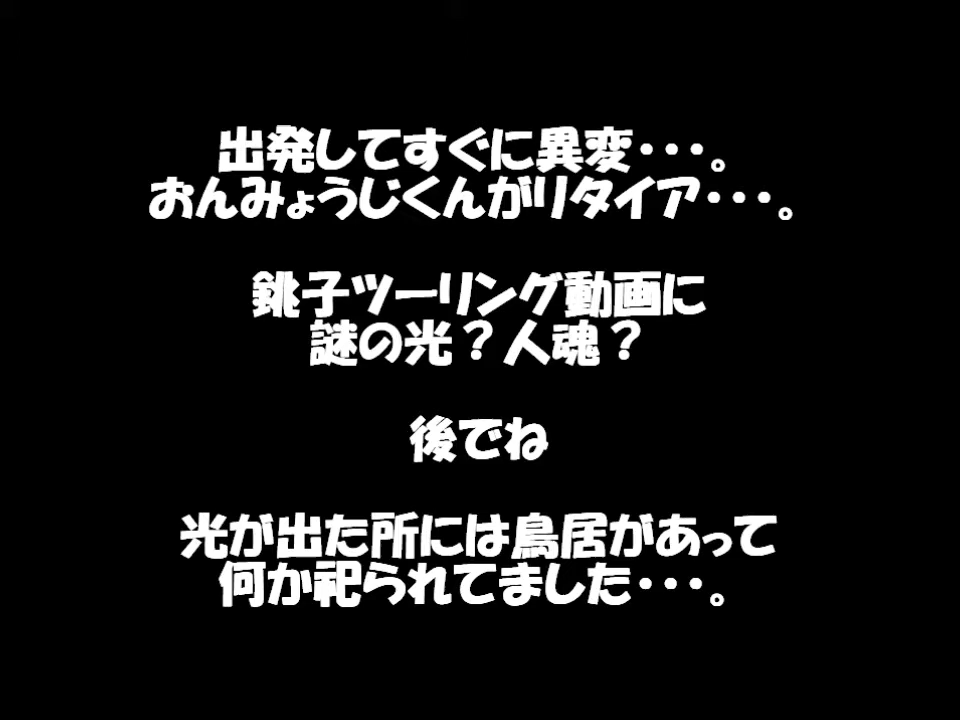 出発してすぐに異変・・・。
おんみょうじくんがリタイア・・・。
銚子ツーリング動画に
謎の光？人魂？
後でね
光が出た所には鳥居があって
何か祀られてました・・・。